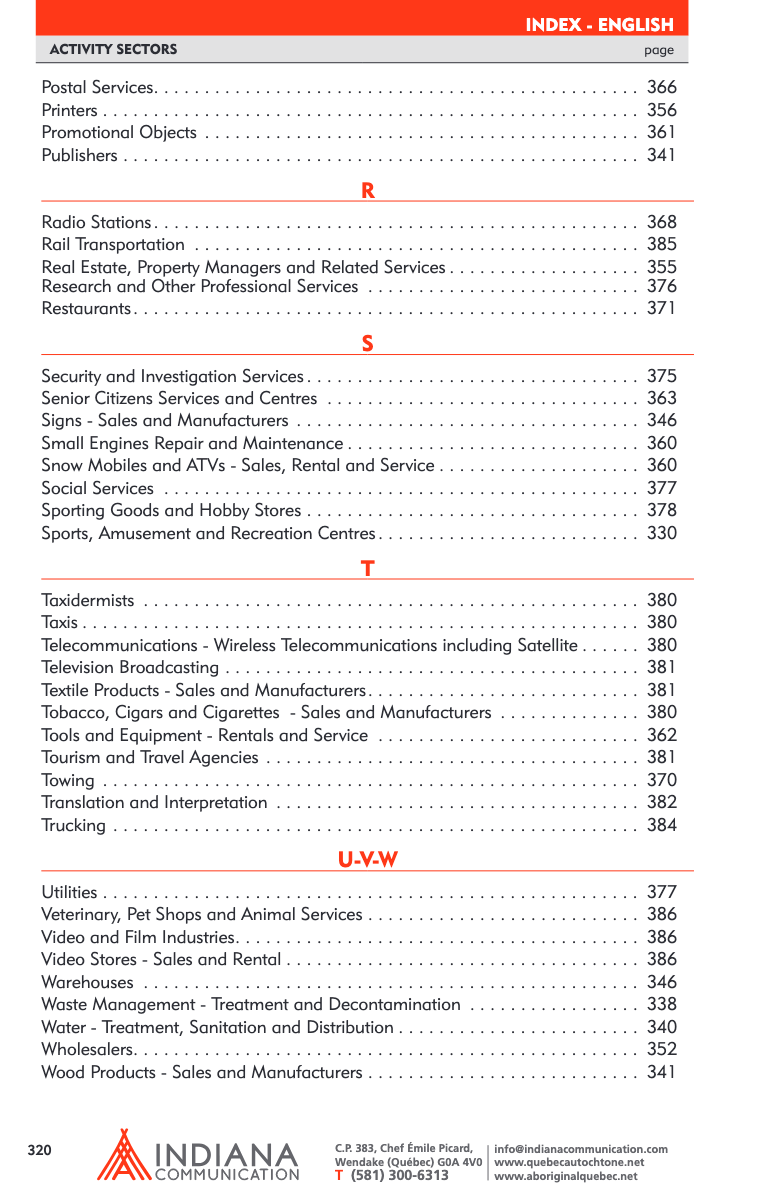 INDEX - ENGLISH
ACTIVITY SECTORS page
Postal Services. . . . . . . . . . . . . . . . . . . . . . . . . . . . . . . . . . . . . . . . . . . . . . . . 366
Printers . . . . . . . . . . . . . . . . . . . . . . . . . . . . . . . . . . . . . . . . . . . . . . . . . . . . . 356
Promotional Objects . . . . . . . . . . . . . . . . . . . . . . . . . . . . . . . . . . . . . . . . . . . 361
Publishers . . . . . . . . . . . . . . . . . . . . . . . . . . . . . . . . . . . . . . . . . . . . . . . . . . . 341
R
Radio Stations. . . . . . . . . . . . . . . . . . . . . . . . . . . . . . . . . . . . . . . . . . . . . . . . 368
Rail Transportation . . . . . . . . . . . . . . . . . . . . . . . . . . . . . . . . . . . . . . . . . . . . 385
Real Estate, Property Managers and Related Services . . . . . . . . . . . . . . . . . . . 355
Research and Other Professional Services . . . . . . . . . . . . . . . . . . . . . . . . . . . 376
Restaurants. . . . . . . . . . . . . . . . . . . . . . . . . . . . . . . . . . . . . . . . . . . . . . . . . . 371
S
Security and Investigation Services . . . . . . . . . . . . . . . . . . . . . . . . . . . . . . . . . 375
Senior Citizens Services and Centres . . . . . . . . . . . . . . . . . . . . . . . . . . . . . . . 363
Signs - Sales and Manufacturers . . . . . . . . . . . . . . . . . . . . . . . . . . . . . . . . . . 346
Small Engines Repair and Maintenance . . . . . . . . . . . . . . . . . . . . . . . . . . . . . 360
Snow Mobiles and ATVs - Sales, Rental and Service . . . . . . . . . . . . . . . . . . . . 360
Social Services . . . . . . . . . . . . . . . . . . . . . . . . . . . . . . . . . . . . . . . . . . . . . . . 377
Sporting Goods and Hobby Stores . . . . . . . . . . . . . . . . . . . . . . . . . . . . . . . . . 378
Sports, Amusement and Recreation Centres . . . . . . . . . . . . . . . . . . . . . . . . . . 330
T
Taxidermists . . . . . . . . . . . . . . . . . . . . . . . . . . . . . . . . . . . . . . . . . . . . . . . . . 380
Taxis . . . . . . . . . . . . . . . . . . . . . . . . . . . . . . . . . . . . . . . . . . . . . . . . . . . . . . . 380
Telecommunications - Wireless Telecommunications including Satellite . . . . . . 380
Television Broadcasting . . . . . . . . . . . . . . . . . . . . . . . . . . . . . . . . . . . . . . . . . 381
Textile Products - Sales and Manufacturers . . . . . . . . . . . . . . . . . . . . . . . . . . . 381
Tobacco, Cigars and Cigarettes - Sales and Manufacturers . . . . . . . . . . . . . . 380
Tools and Equipment - Rentals and Service . . . . . . . . . . . . . . . . . . . . . . . . . . 362
Tourism and Travel Agencies . . . . . . . . . . . . . . . . . . . . . . . . . . . . . . . . . . . . . 381
Towing . . . . . . . . . . . . . . . . . . . . . . . . . . . . . . . . . . . . . . . . . . . . . . . . . . . . . 370
Translation and Interpretation . . . . . . . . . . . . . . . . . . . . . . . . . . . . . . . . . . . . 382
Trucking . . . . . . . . . . . . . . . . . . . . . . . . . . . . . . . . . . . . . . . . . . . . . . . . . . . . 384
U-V-W
Utilities . . . . . . . . . . . . . . . . . . . . . . . . . . . . . . . . . . . . . . . . . . . . . . . . . . . . . 377
Veterinary, Pet Shops and Animal Services . . . . . . . . . . . . . . . . . . . . . . . . . . . 386
Video and Film Industries. . . . . . . . . . . . . . . . . . . . . . . . . . . . . . . . . . . . . . . . 386
Video Stores - Sales and Rental . . . . . . . . . . . . . . . . . . . . . . . . . . . . . . . . . . . 386
Warehouses . . . . . . . . . . . . . . . . . . . . . . . . . . . . . . . . . . . . . . . . . . . . . . . . . 346
Waste Management - Treatment and Decontamination . . . . . . . . . . . . . . . . . 338
Water - Treatment, Sanitation and Distribution . . . . . . . . . . . . . . . . . . . . . . . . 340
Wholesalers. . . . . . . . . . . . . . . . . . . . . . . . . . . . . . . . . . . . . . . . . . . . . . . . . . 352
Wood Products - Sales and Manufacturers . . . . . . . . . . . . . . . . . . . . . . . . . . . 341
320
INDIANA
COMMUNICATION
C.P. 383, Chef Émile Picard,
Wendake (Québec) G0A 4V0
T (581) 300-6313
info@indianacommunication.com
www.quebecautochtone.net
www.aboriginalquebec.net